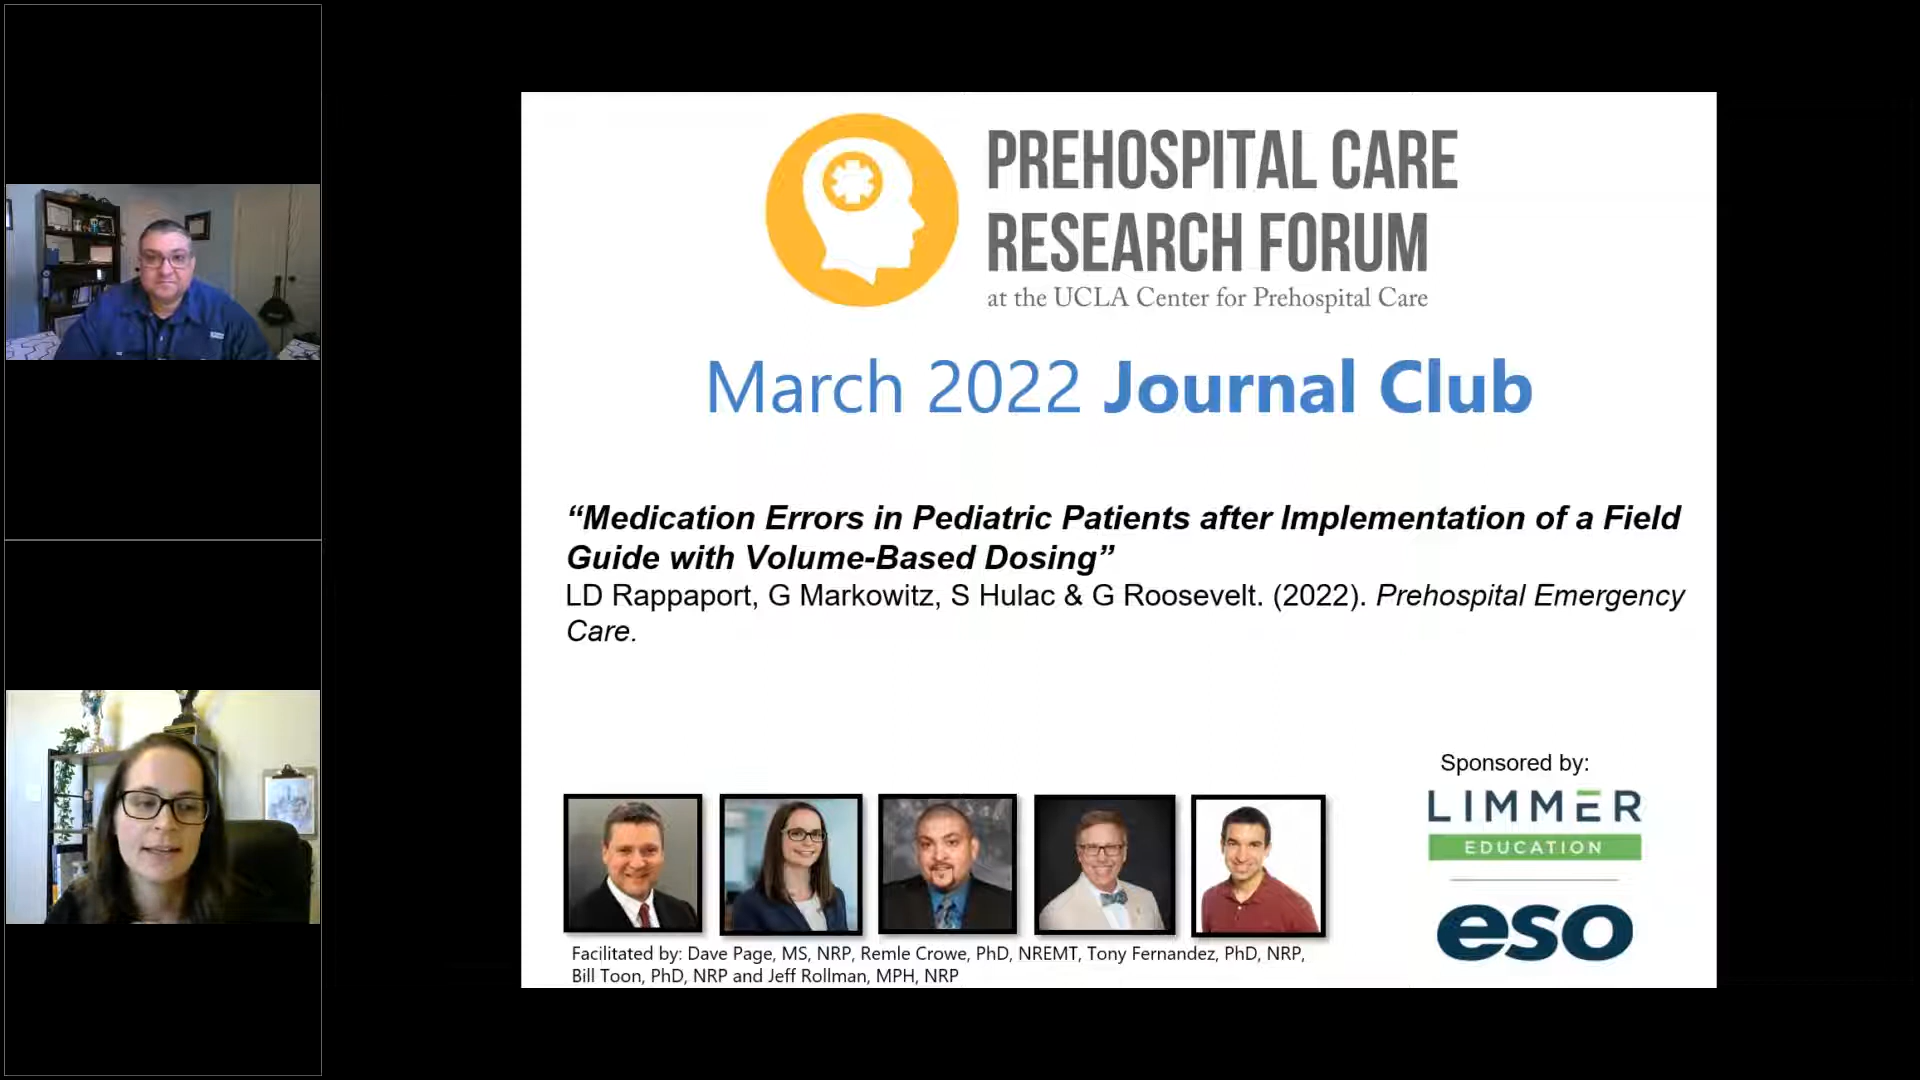 PREHOSPITAL CARE
RESEARCH FORUM
at the UCLA Center for Prehospital Care
March 2022 Journal Club
“Medication Errors in Pediatric Patients after Implementation of a Field
Guide with Volume-Based Dosing”
LD Rappaport, G Markowitz, S Hulac & G Roosevelt. (2022). Prehospital Emergency
Care.
Sponsored by:
LIMMER
EDUCATION
eso
Facilitated by: Dave Page, MS, NRP, Remle Crowe, PhD, NREMT, Tony Fernandez, PhD, NRP,
Bill Toon, PhD, NRP and Jeff Rollman, MPH, NRP